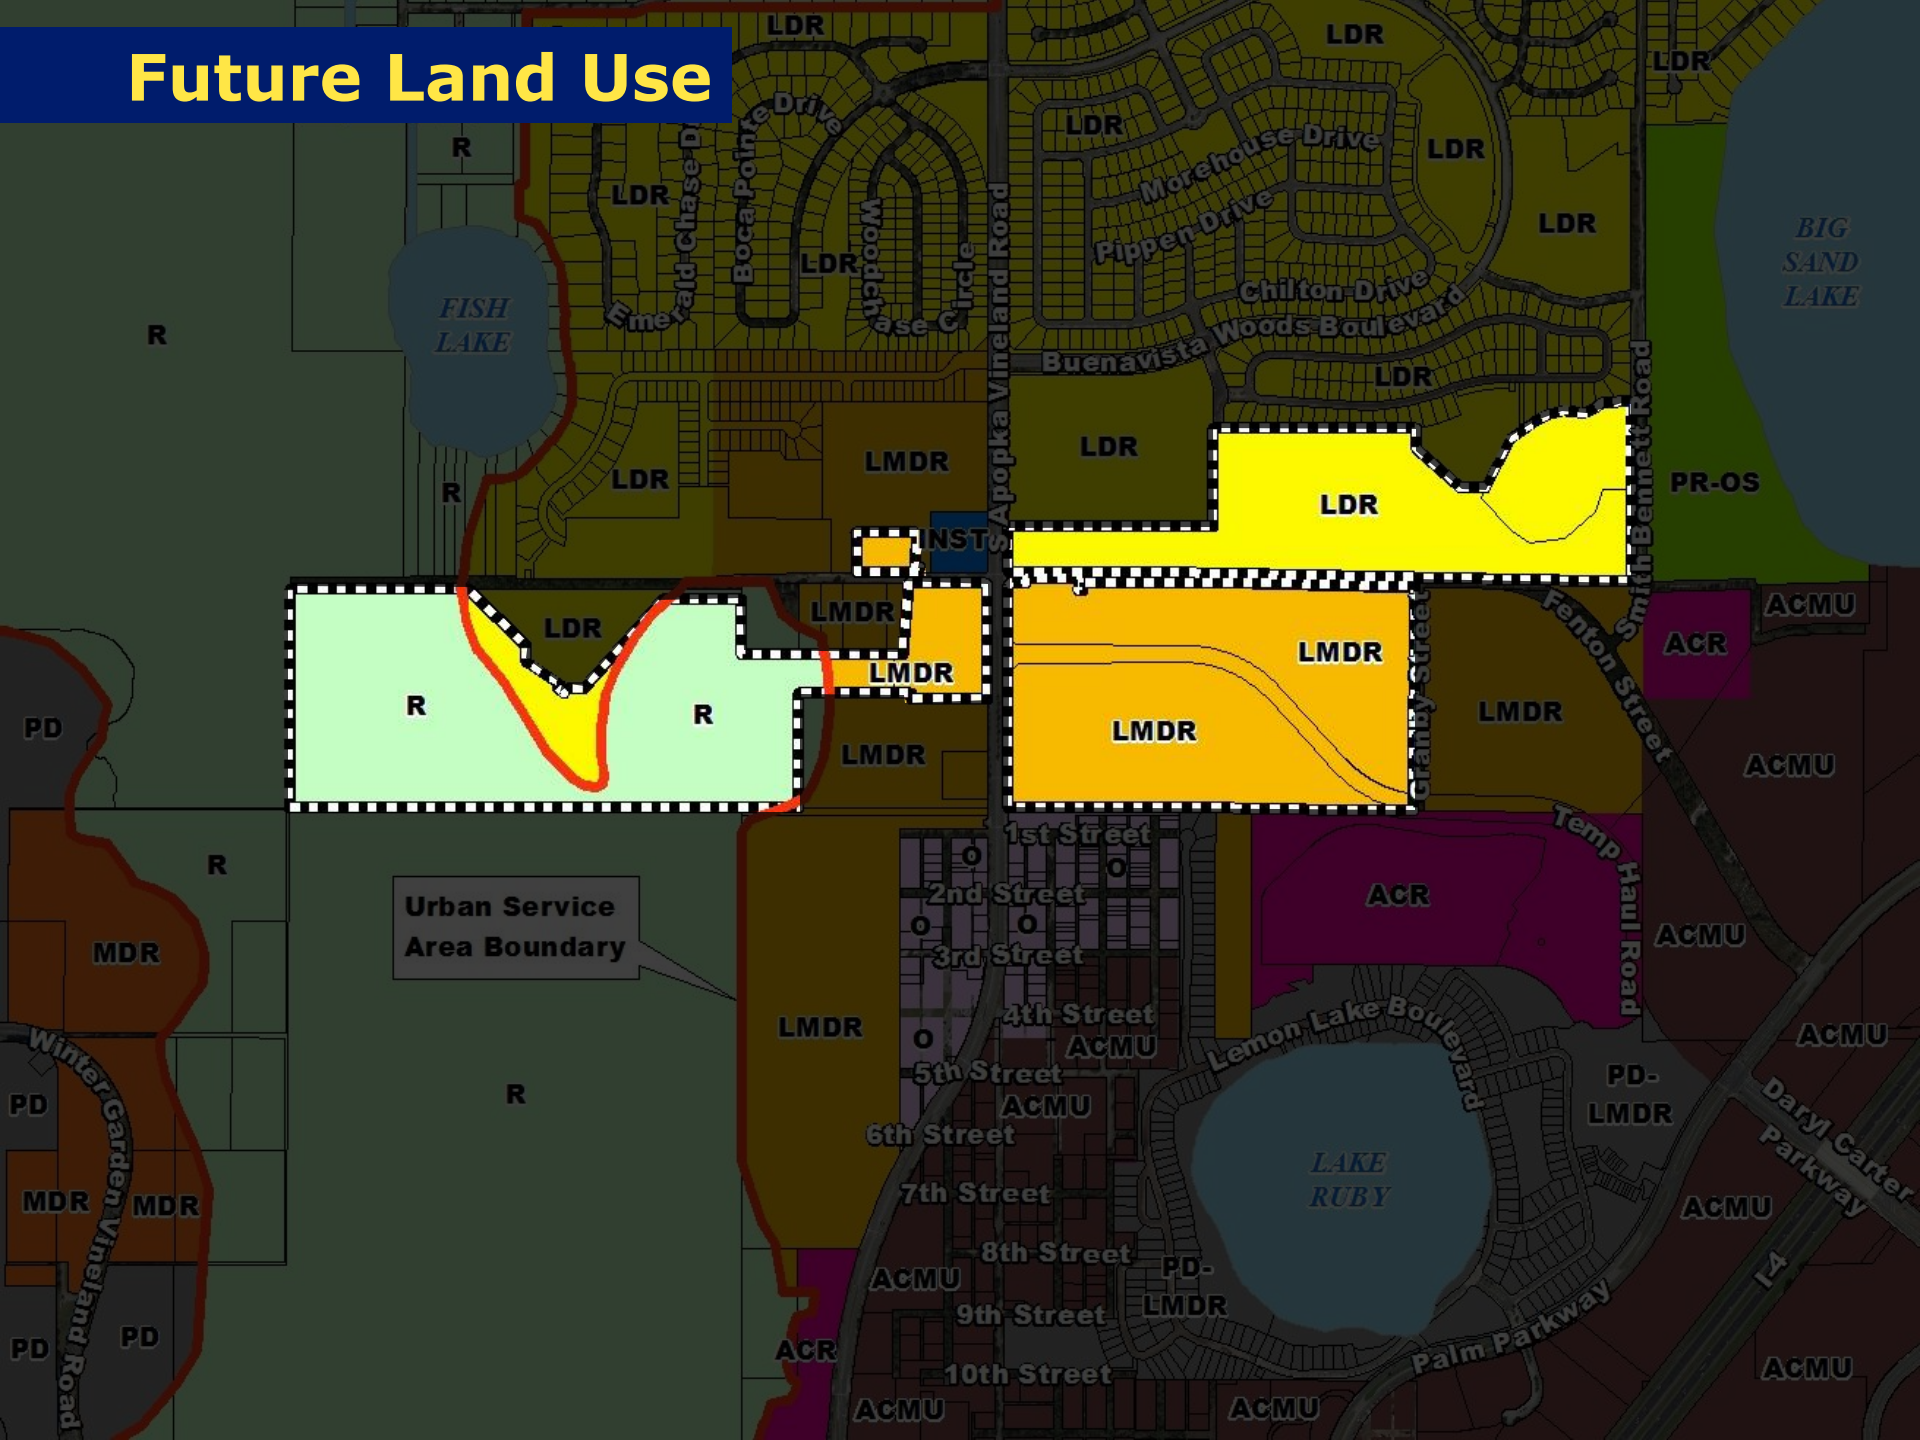 Future Land Use
LDR
LDR
LDR
R
Boca Pointe Drive
LDR
Morehouse Drive
LDR
LDR
Emerald Chase Dr
Woopichase Circle
S Apopka Vineland Road
Pippen Drive
LDR
BIG
SAND
LAKE
LDR
Chilton Drive
FISH
LAKE
R
Buenavista Woods Boulevard
LDR
Smith Bennett Road
LDR
LMDR
LDR
R
LDR
PR-OS
INST
LDR
LMDR
LMDR
Granby Street
Fenton Street
ACMU
ACR
LMDR
R
R
LMDR
LMDR
LMDR
PD
LMDR
ACMU
1st Street
Temp Haul Road
R
O
O
2nd Street
ACR
Urban Service
Area Boundary
O
O
3rd Street
ACMU
MDR
LMDR
4th Street
Lemon Lake Boulevard
ACMU
O
ACMU
Winter Garden Vineland Road
5th Street
PD-
LMDR
R
PD
ACMU
Daryl Carter
Parkway
6th Street
LAKE
RUBY
MDR
MDR
7th Street
ACMU
8th Street
ACMU
PD-
LMDR
I-4
9th Street
PD
PD
ACR
Palm Parkway
10th Street
ACMU
ACMU
ACMU